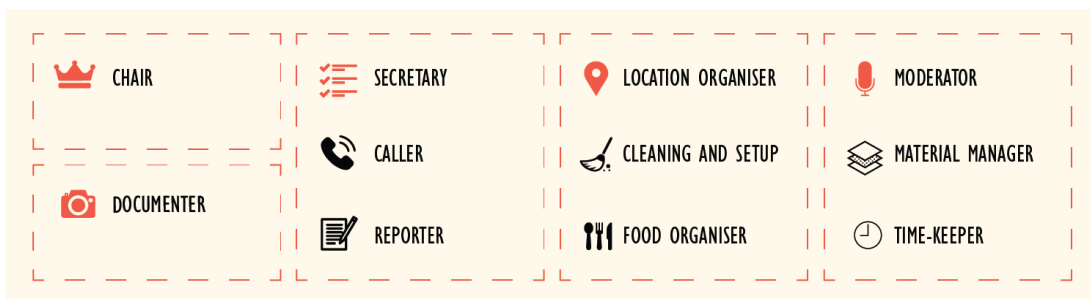 CHAIR
DOCUMENTER
SECRETARY
CALLER
REPORTER
LOCATION ORGANISER
CLEANING AND SETUP
FOOD ORGANISER
MODERATOR
MATERIAL MANAGER
TIME-KEEPER